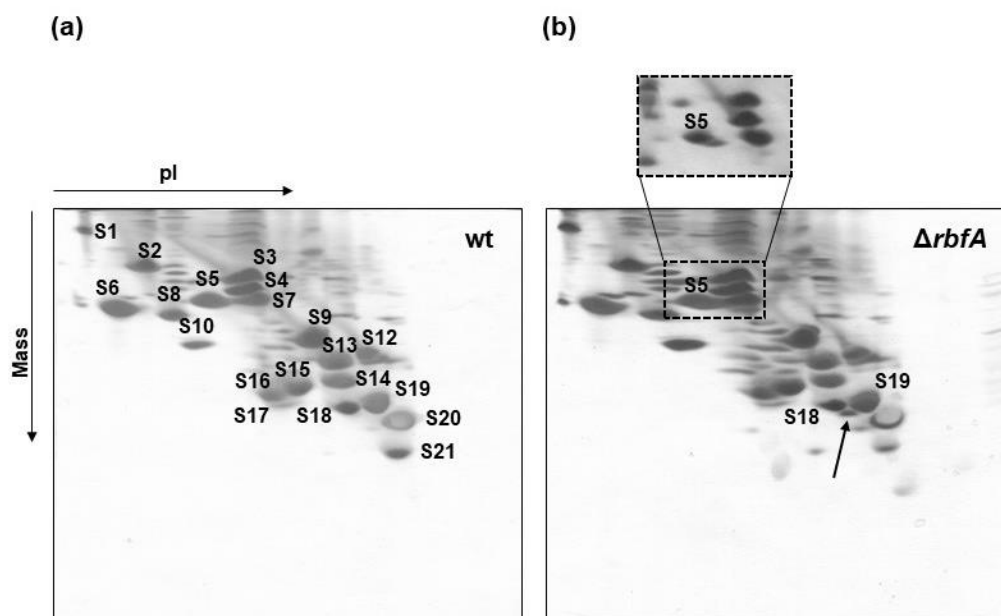 (a)
(b)
S5
pI
Mass
wt
S1
S2
S3
S4
S5
S6
S8
S7
S10
S9
S12
S13
S15
S16
S14
S19
S17
S18
S20
S21
ΔrbfA
S5
S19
S18